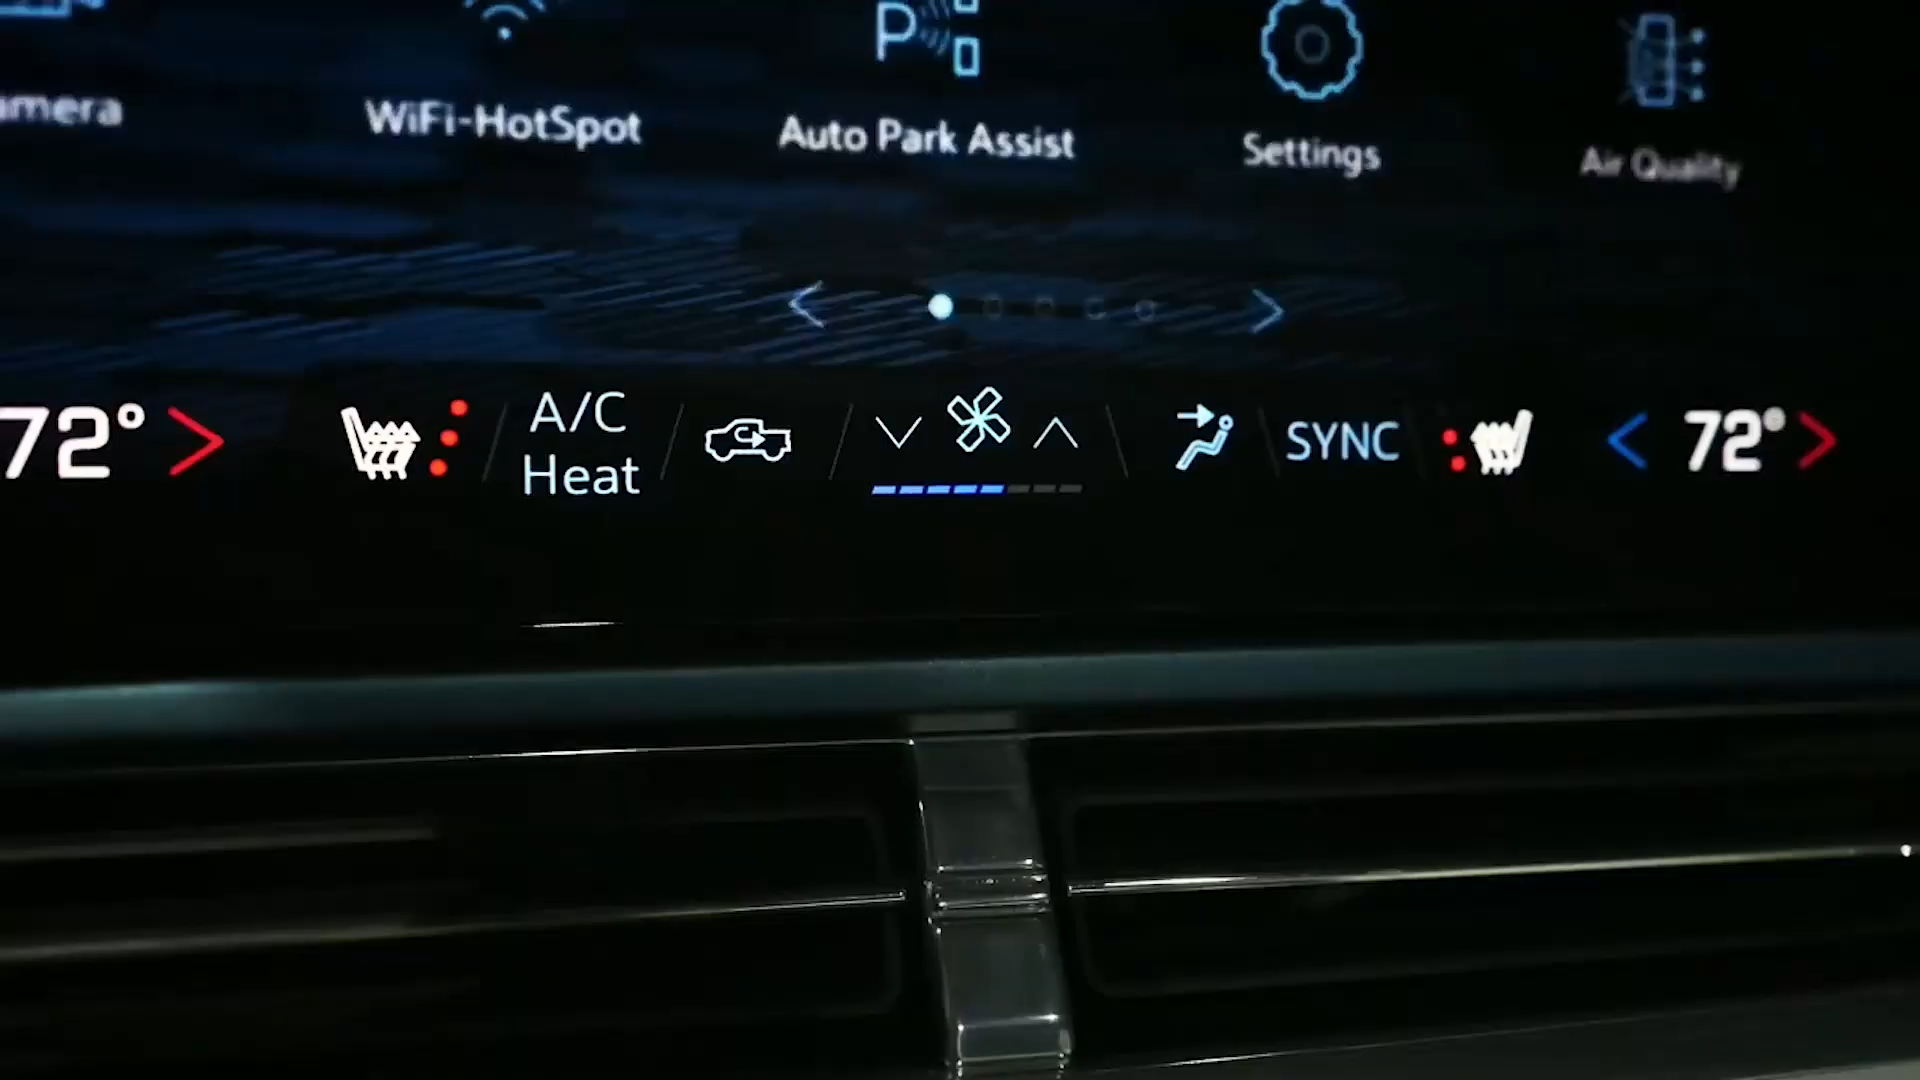 amera
WiFi-HotSpot
P
Auto Park Assist
Settings
Air Quality
72°
A/C
Heat
SYNC
72°